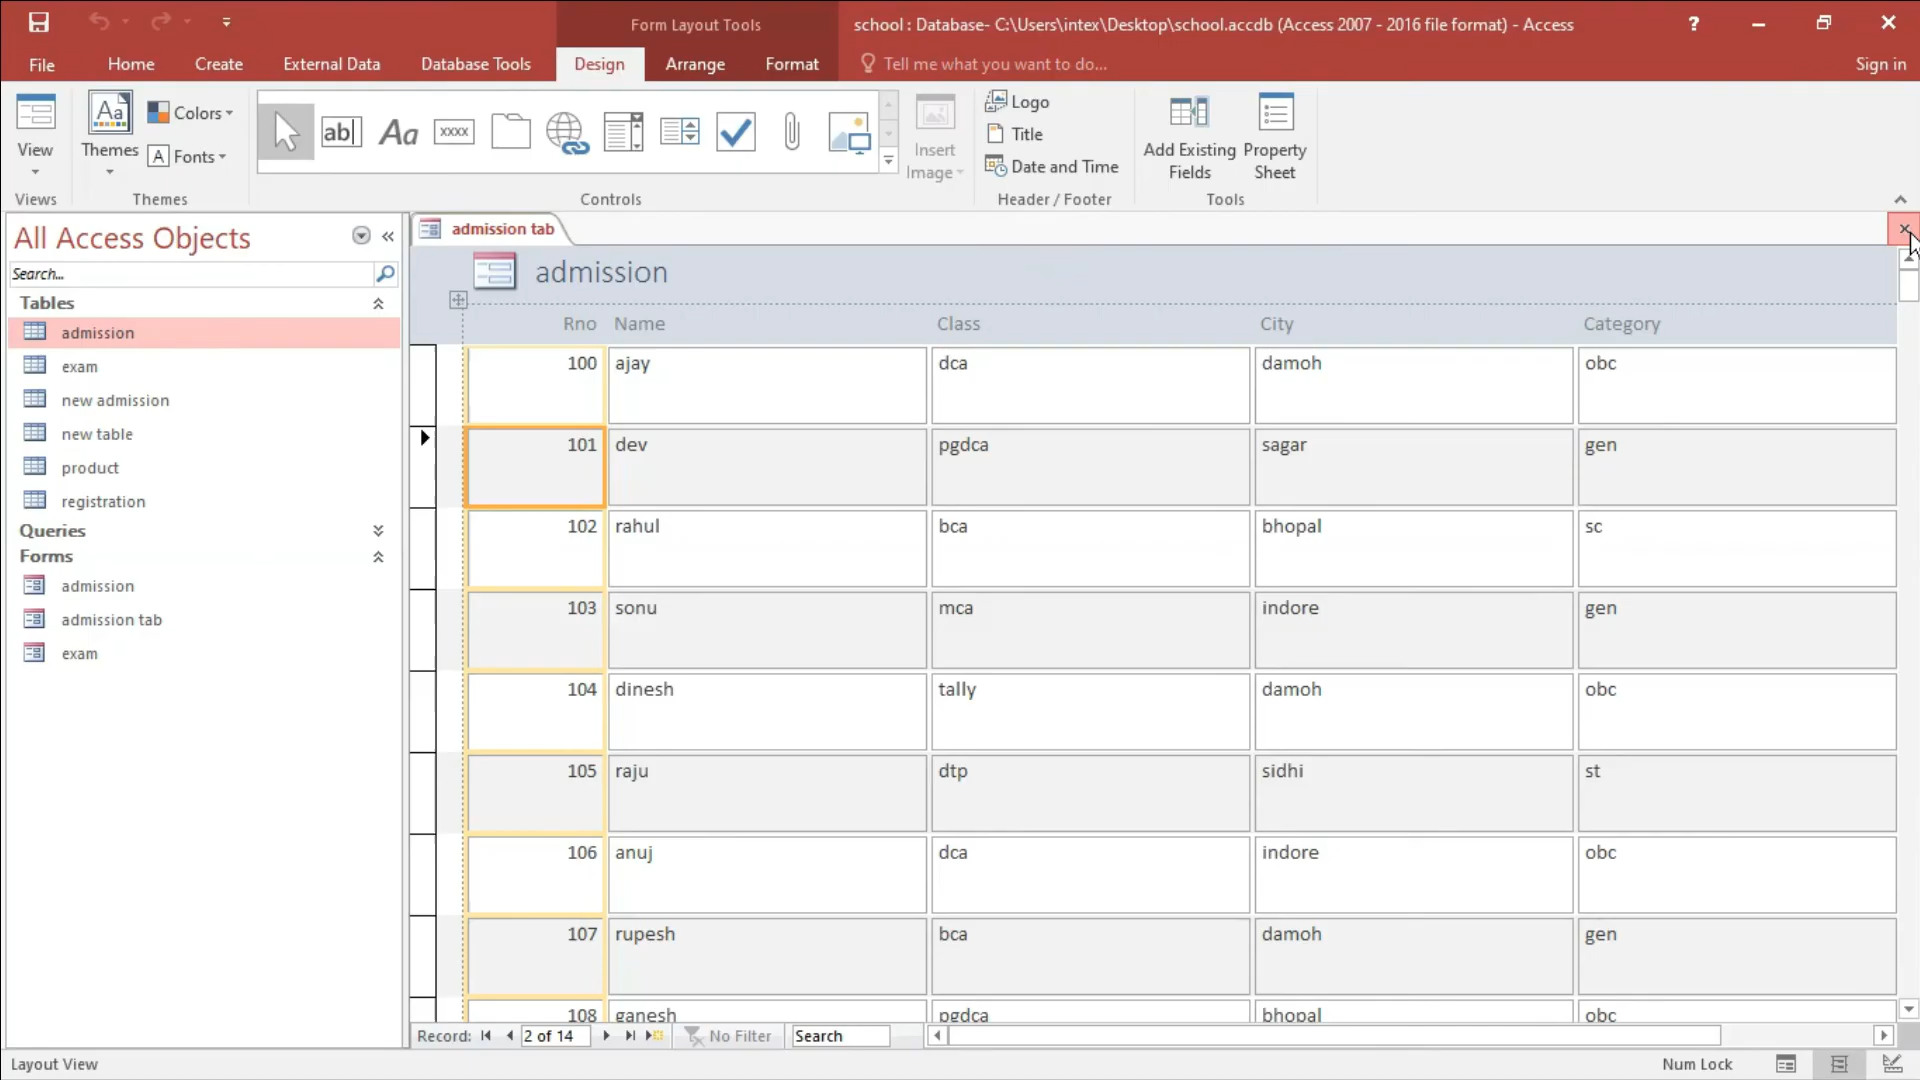 Form Layout Tools
school : Database- C:\Users\intex\Desktop\school.accdb (Access 2007 - 2016 file format) - Access
?
File Home Create External Data Database Tools Design Arrange Format Tell me what you want to do... Sign in
View
Views
Aa
Themes
Colors
A Fonts
Themes
ab| Aa xxxx
Controls
Insert
Image
Logo
Title
Date and Time
Header / Footer
Add Existing
Fields
Property
Sheet
Tools
All Access Objects
Search...
Tables
admission
exam
new admission
new table
product
registration
Queries
Forms
admission
admission tab
exam
admission tab
admission
Rno Name Class City Category
100 ajay dca damoh obc
101 dev pgdca sagar gen
102 rahul bca bhopal sc
103 sonu mca indore gen
104 dinesh tally damoh obc
105 raju dtp sidhi st
106 anuj dca indore obc
107 rupesh bca damoh gen
108 ganesh pgdca bhopal obc
Record: 2 of 14 No Filter Search
Layout View Num Lock